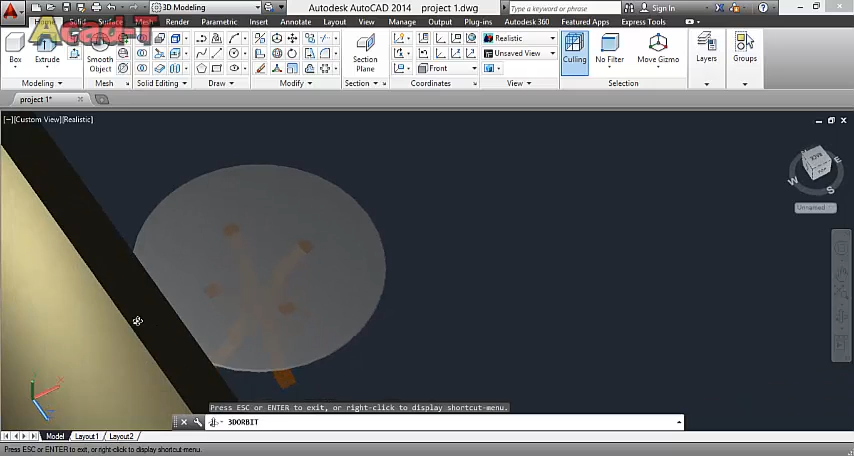 3D Modeling
Autodesk AutoCAD 2014 project 1.dwg
Type a keyword or phrase
Sign In
Acad-T
Home Solid Surface Mesh Render Parametric Insert Annotate Layout View Manage Output Plug-ins Autodesk 360 Featured Apps Express Tools
Box
Extrude
Smooth
Object
Section
Plane
Realistic
Unsaved View
Front
Culling
No Filter
Move Gizmo
Layers
Groups
Modeling Mesh Solid Editing Draw Modify Section Coordinates View Selection
project 1*
[−][Custom View][Realistic]
W
S
E
BACK
TOP
Unnamed
Press ESC or ENTER to exit, or right-click to display shortcut-menu.
3DORBIT
Model Layout1 Layout2
Press ESC or ENTER to exit, or right-click to display shortcut-menu.